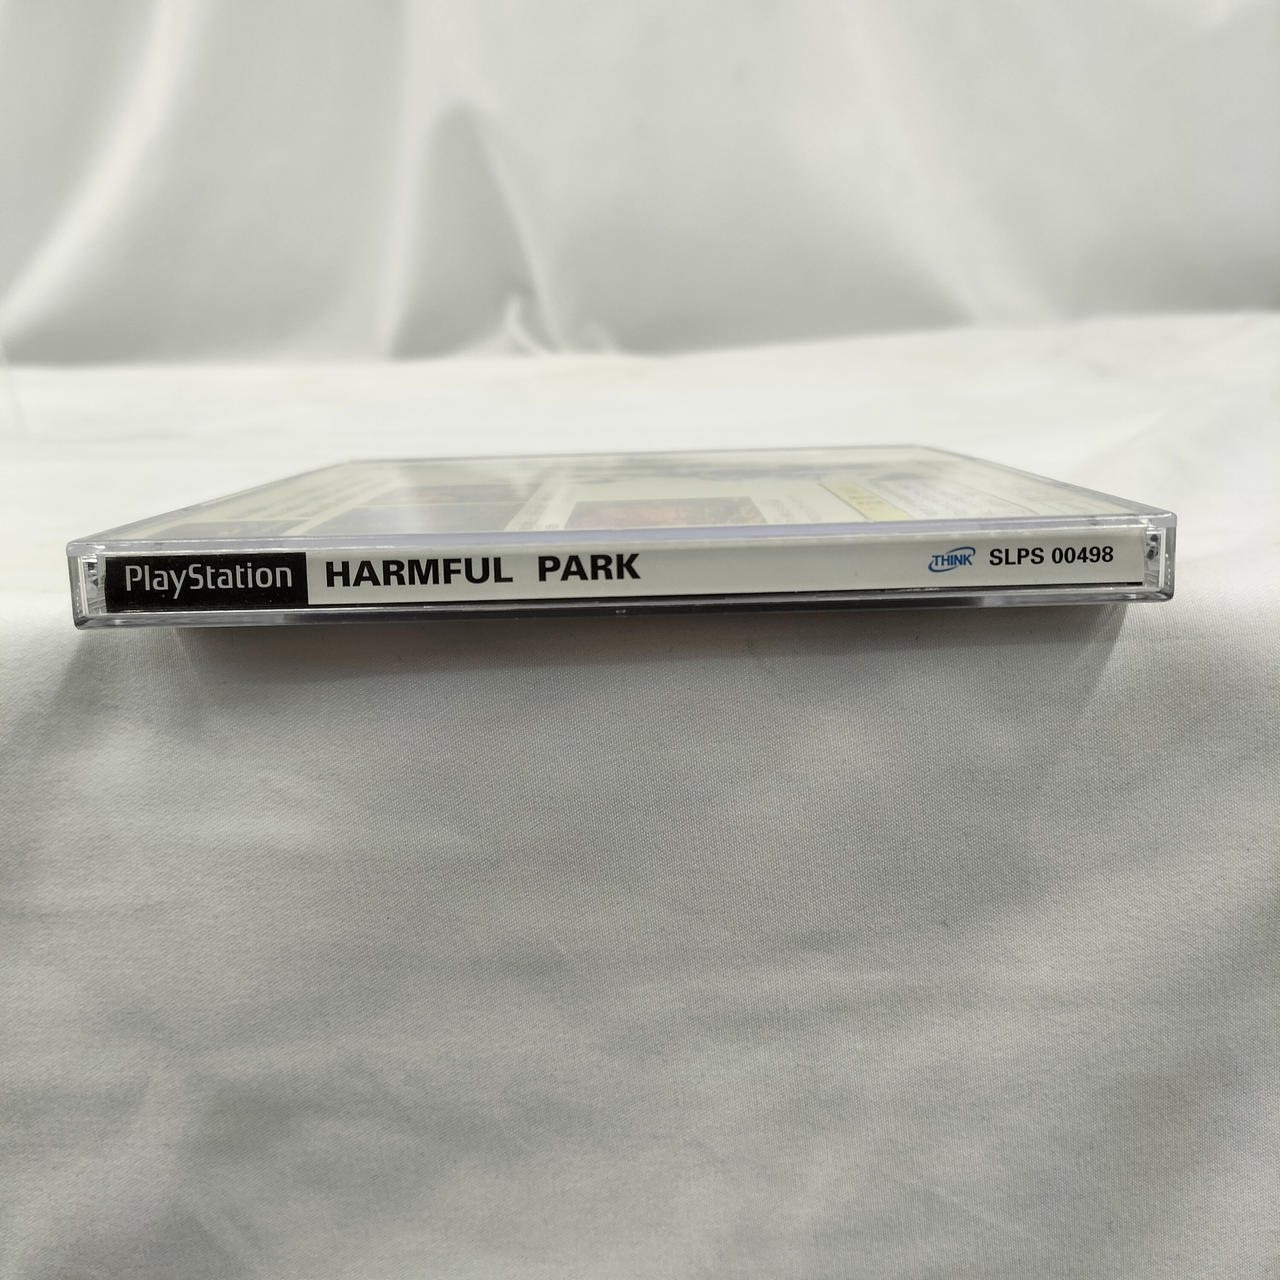 PlayStation HARMFUL PARK THINK SLPS 00498